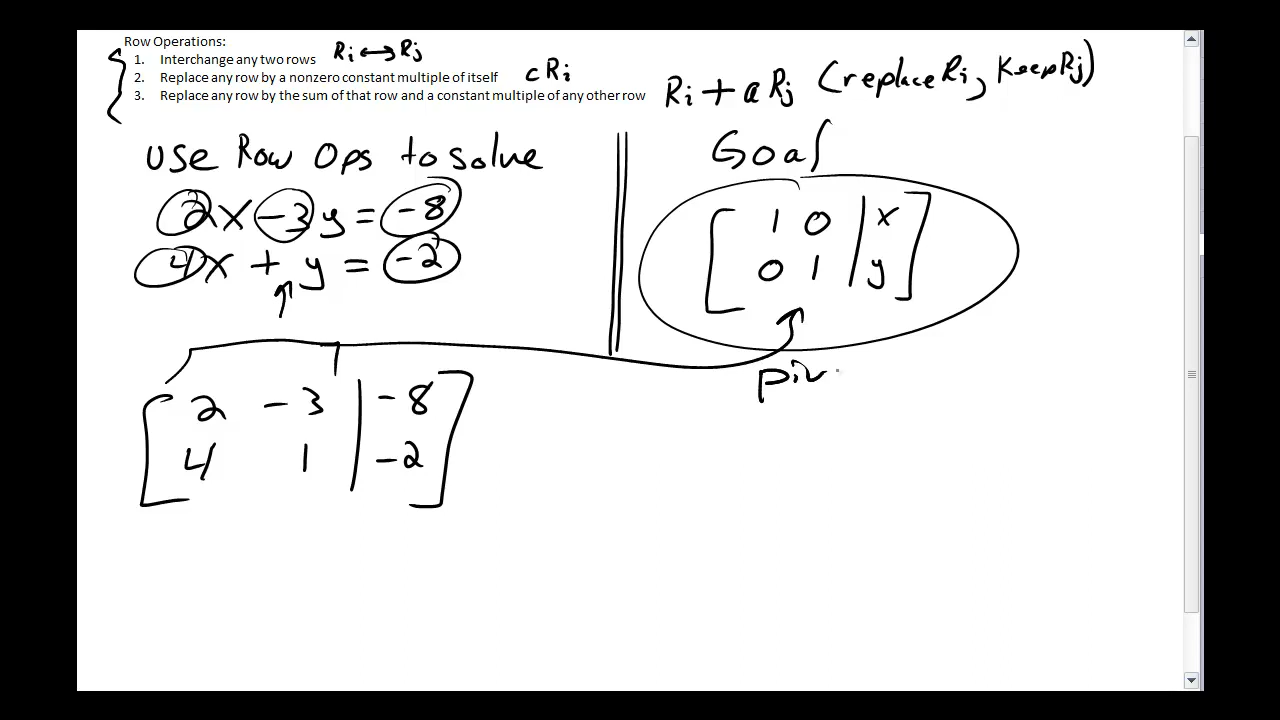 Row Operations:
1. Interchange any two rows Ri ↔ Rj
2. Replace any row by a nonzero constant multiple of itself cRi
3. Replace any row by the sum of that row and a constant multiple of any other row Ri + aRj (replace Ri, Keep Rj)
Use Row Ops to solve
2x - 3y = -8
4x + y = -2
Goal
1 0 | x
0 1 | y
piv
2 -3 | -8
4 1 | -2